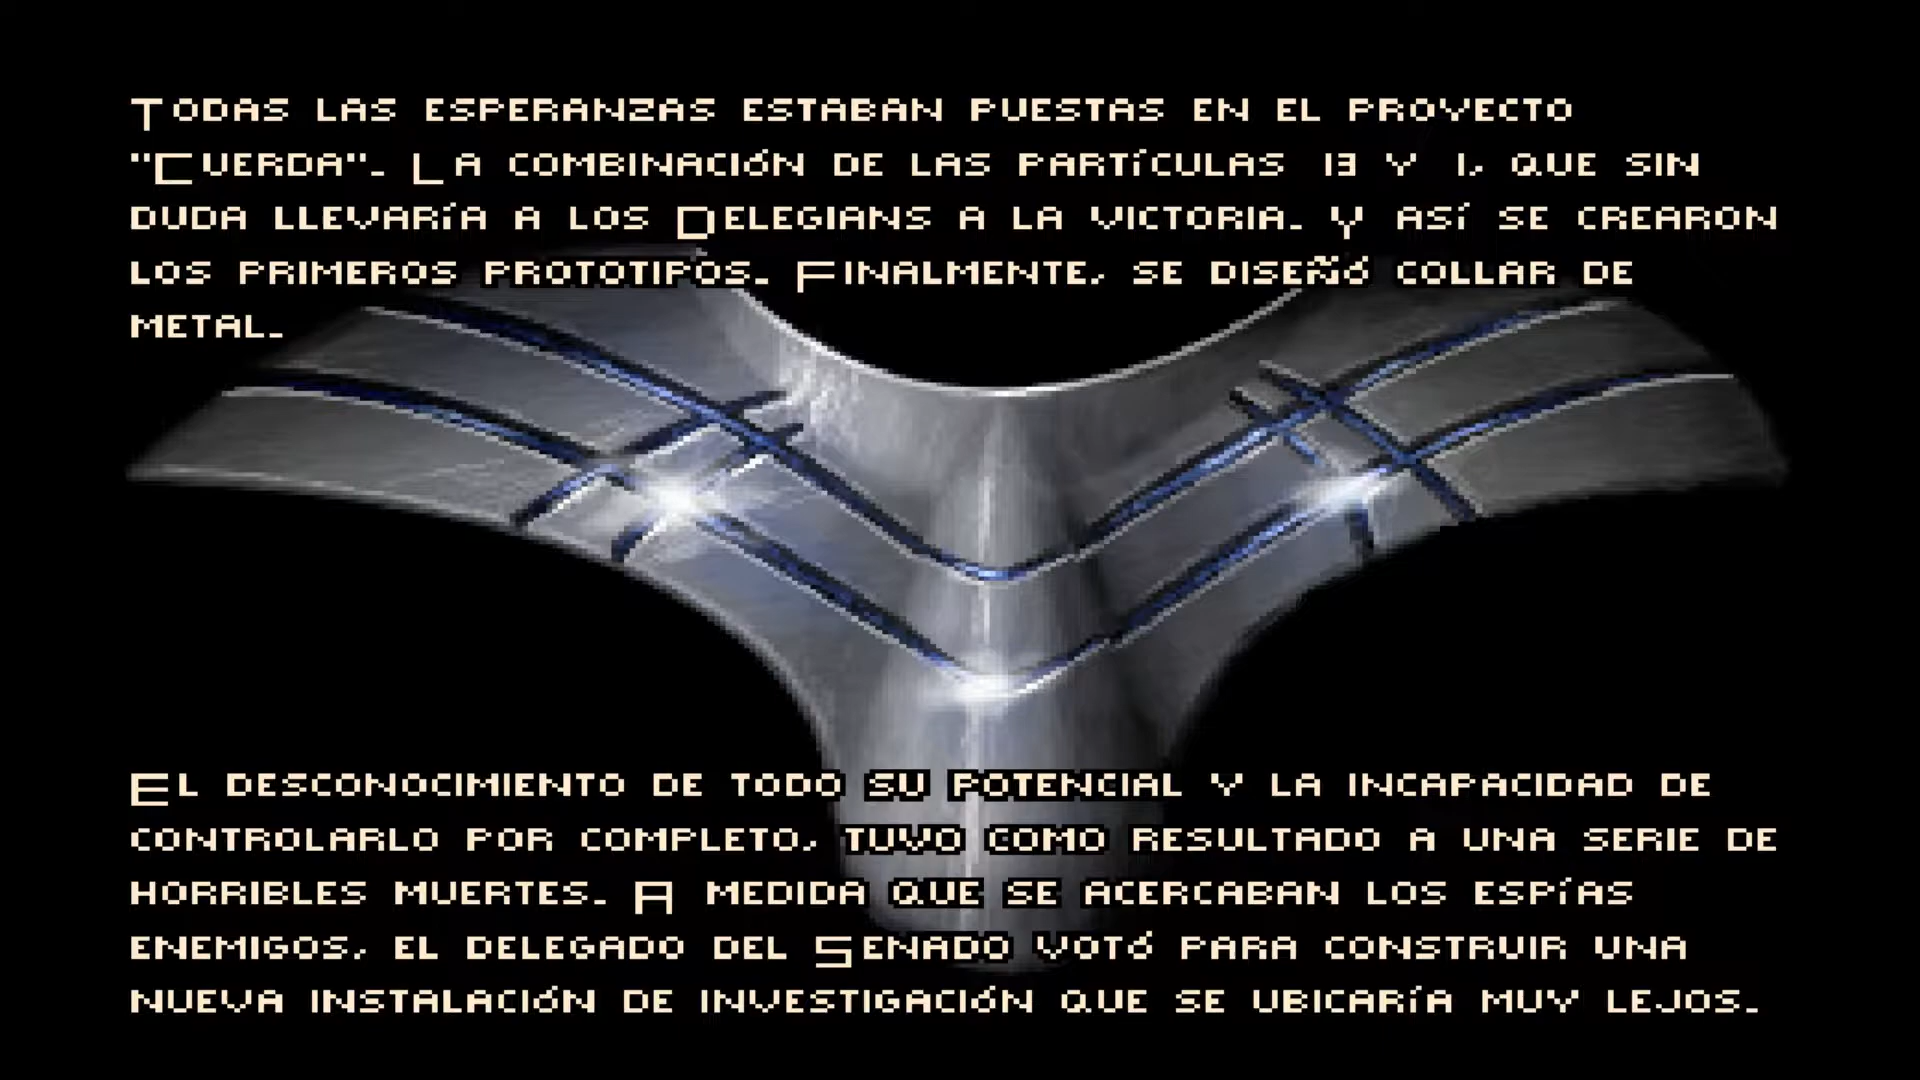 Todas las esperanzas estaban puestas en el proyecto
"Cuerda". La combinación de las partículas 13 y 1, que sin
duda llevaría a los Delegians a la victoria. Y así se crearon
los primeros prototipos. Finalmente, se diseñó collar de
metal.
El desconocimiento de todo su potencial y la incapacidad de
controlarlo por completo, tuvo como resultado a una serie de
horribles muertes. A medida que se acercaban los espías
enemigos, el delegado del Senado votó para construir una
nueva instalación de investigación que se ubicaría muy lejos.